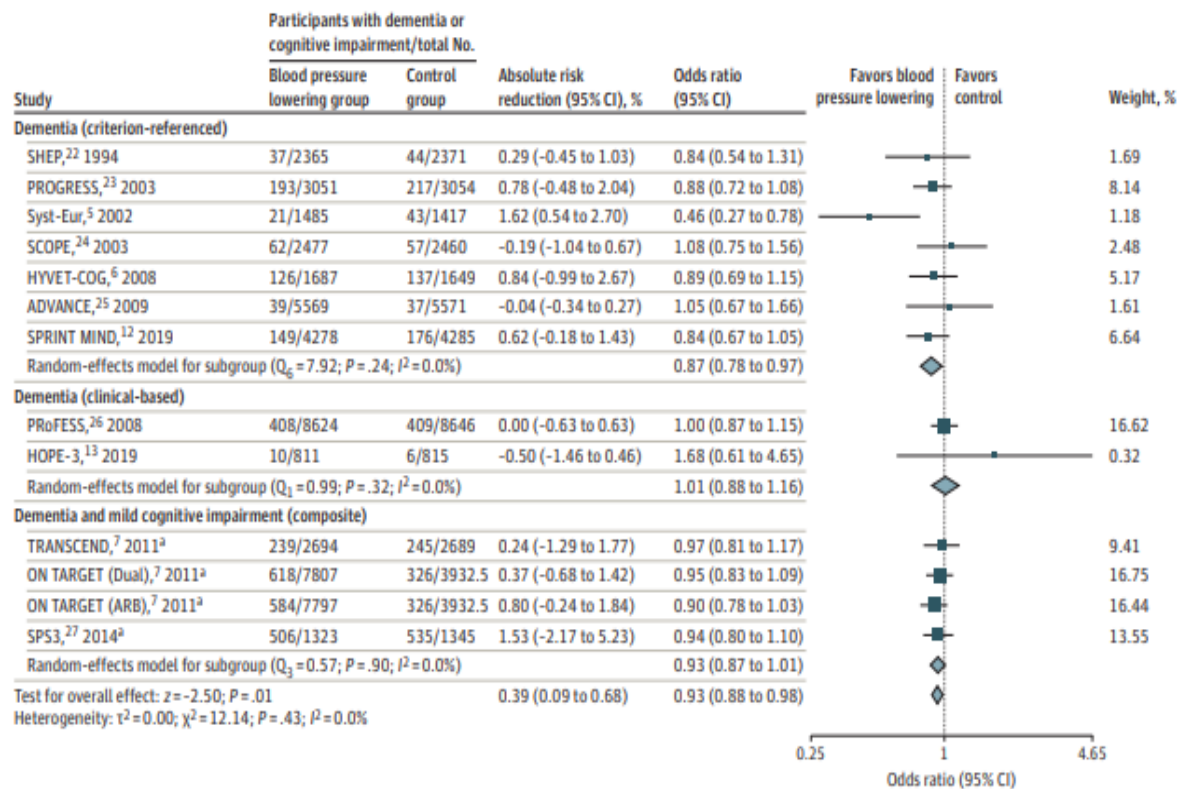 Participants with dementia or
cognitive impairment/total No.
Study Blood pressure lowering group Control group Absolute risk reduction (95% CI), % Odds ratio (95% CI) Favors blood pressure lowering Favors control Weight, %
Dementia (criterion-referenced)
SHEP,22 1994 37/2365 44/2371 0.29 (-0.45 to 1.03) 0.84 (0.54 to 1.31) 1.69
PROGRESS,23 2003 193/3051 217/3054 0.78 (-0.48 to 2.04) 0.88 (0.72 to 1.08) 8.14
Syst-Eur,5 2002 21/1485 43/1417 1.62 (0.54 to 2.70) 0.46 (0.27 to 0.78) 1.18
SCOPE,24 2003 62/2477 57/2460 -0.19 (-1.04 to 0.67) 1.08 (0.75 to 1.56) 2.48
HYVET-COG,6 2008 126/1687 137/1649 0.84 (-0.99 to 2.67) 0.89 (0.69 to 1.15) 5.17
ADVANCE,25 2009 39/5569 37/5571 -0.04 (-0.34 to 0.27) 1.05 (0.67 to 1.66) 1.61
SPRINT MIND,12 2019 149/4278 176/4285 0.62 (-0.18 to 1.43) 0.84 (0.67 to 1.05) 6.64
Random-effects model for subgroup (Q6 = 7.92; P = .24; I2 = 0.0%) 0.87 (0.78 to 0.97)
Dementia (clinical-based)
PRoFESS,26 2008 408/8624 409/8646 0.00 (-0.63 to 0.63) 1.00 (0.87 to 1.15) 16.62
HOPE-3,13 2019 10/811 6/815 -0.50 (-1.46 to 0.46) 1.68 (0.61 to 4.65) 0.32
Random-effects model for subgroup (Q1 = 0.99; P = .32; I2 = 0.0%) 1.01 (0.88 to 1.16)
Dementia and mild cognitive impairment (composite)
TRANSCEND,7 2011a 239/2694 245/2689 0.24 (-1.29 to 1.77) 0.97 (0.81 to 1.17) 9.41
ON TARGET (Dual),7 2011a 618/7807 326/3932.5 0.37 (-0.68 to 1.42) 0.95 (0.83 to 1.09) 16.75
ON TARGET (ARB),7 2011a 584/7797 326/3932.5 0.80 (-0.24 to 1.84) 0.90 (0.78 to 1.03) 16.44
SPS3,27 2014a 506/1323 535/1345 1.53 (-2.17 to 5.23) 0.94 (0.80 to 1.10) 13.55
Random-effects model for subgroup (Q3 = 0.57; P = .90; I2 = 0.0%) 0.93 (0.87 to 1.01)
Test for overall effect: z = -2.50; P = .01 0.39 (0.09 to 0.68) 0.93 (0.88 to 0.98)
Heterogeneity: τ2 = 0.00; χ2 = 12.14; P = .43; I2 = 0.0%
0.25 1 4.65
Odds ratio (95% CI)